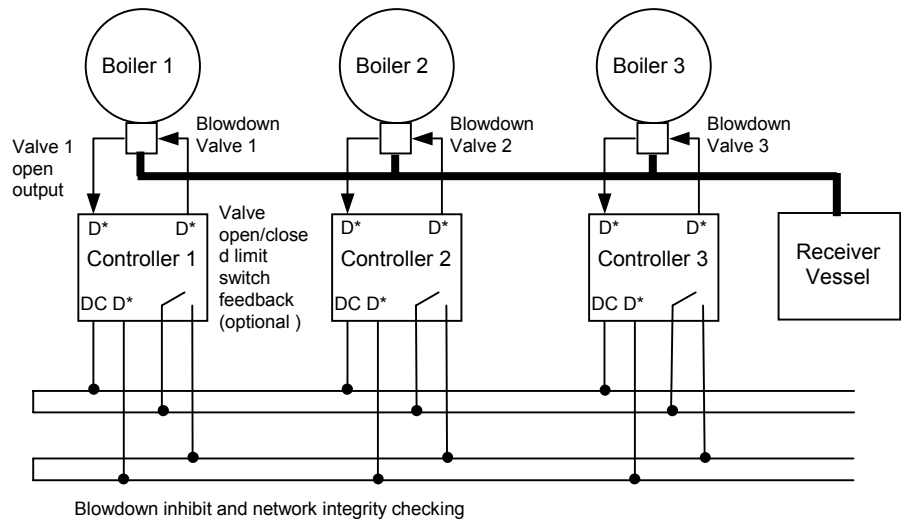 Boiler 1
Boiler 2
Boiler 3
Blowdown
Valve 1
Blowdown
Valve 2
Blowdown
Valve 3
Valve 1
open
output
D* D*
Controller 1
DC D*
Valve
open/close
d limit
switch
feedback
(optional )
D* D*
Controller 2
DC D*
D* D*
Controller 3
DC D*
Receiver
Vessel
Blowdown inhibit and network integrity checking